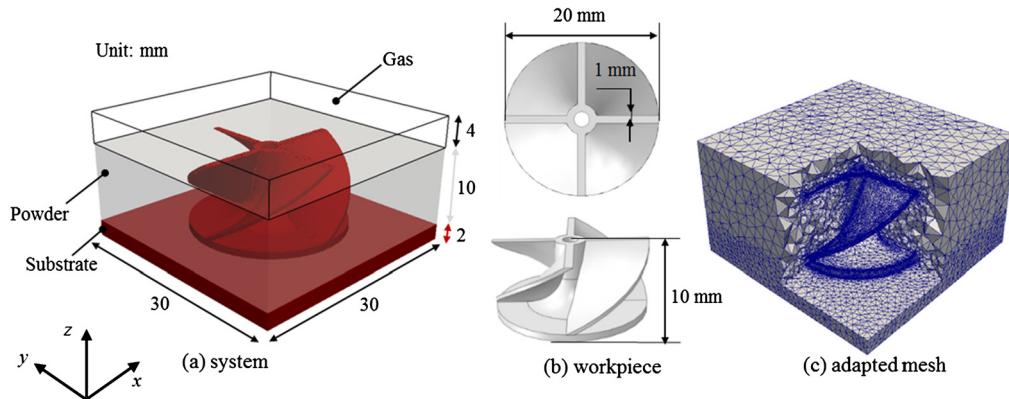 Unit: mm
Gas
4
10
2
Powder
Substrate
30
30
z
y
x
(a) system
20 mm
1 mm
10 mm
(b) workpiece
(c) adapted mesh